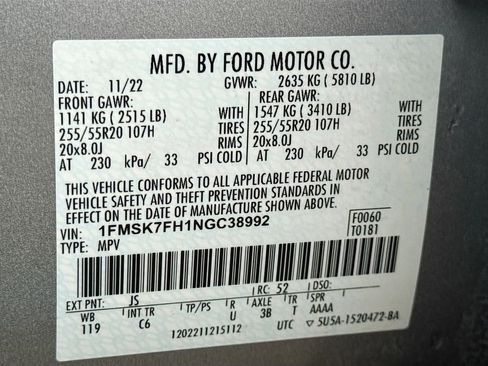 MFD. BY FORD MOTOR CO.
DATE: 11/22 GVWR: 2635 KG ( 5810 LB)
FRONT GAWR: REAR GAWR:
1141 KG ( 2515 LB) WITH 1547 KG ( 3410 LB) WITH
255/55R20 107H TIRES 255/55R20 107H TIRES
20x8.0J RIMS 20x8.0J RIMS
AT 230 kPa/ 33 PSI COLD AT 230 kPa/ 33 PSI COLD
THIS VEHICLE CONFORMS TO ALL APPLICABLE FEDERAL MOTOR
VEHICLE SAFETY AND THEFT PREVENTION STANDARDS IN
EFFECT ON THE DATE OF MANUFACTURE SHOWN ABOVE.
VIN: 1FMSK7FH1NGC38992 F0060
TYPE: MPV T0181
EXT PNT: JS RC: 52 DSO:
WB INT TR TP/PS R AXLE TR SPR
119 C6 U 3B T AAAA
1202211215112 UTC 5U5A-1520472-BA